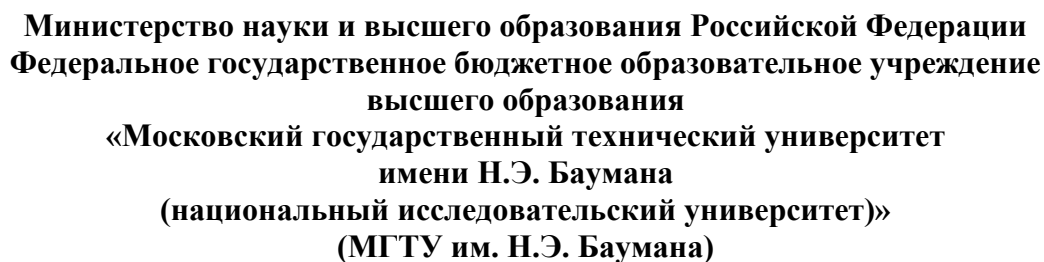 Министерство науки и высшего образования Российской Федерации
Федеральное государственное бюджетное образовательное учреждение
высшего образования
«Московский государственный технический университет
имени Н.Э. Баумана
(национальный исследовательский университет)»
(МГТУ им. Н.Э. Баумана)